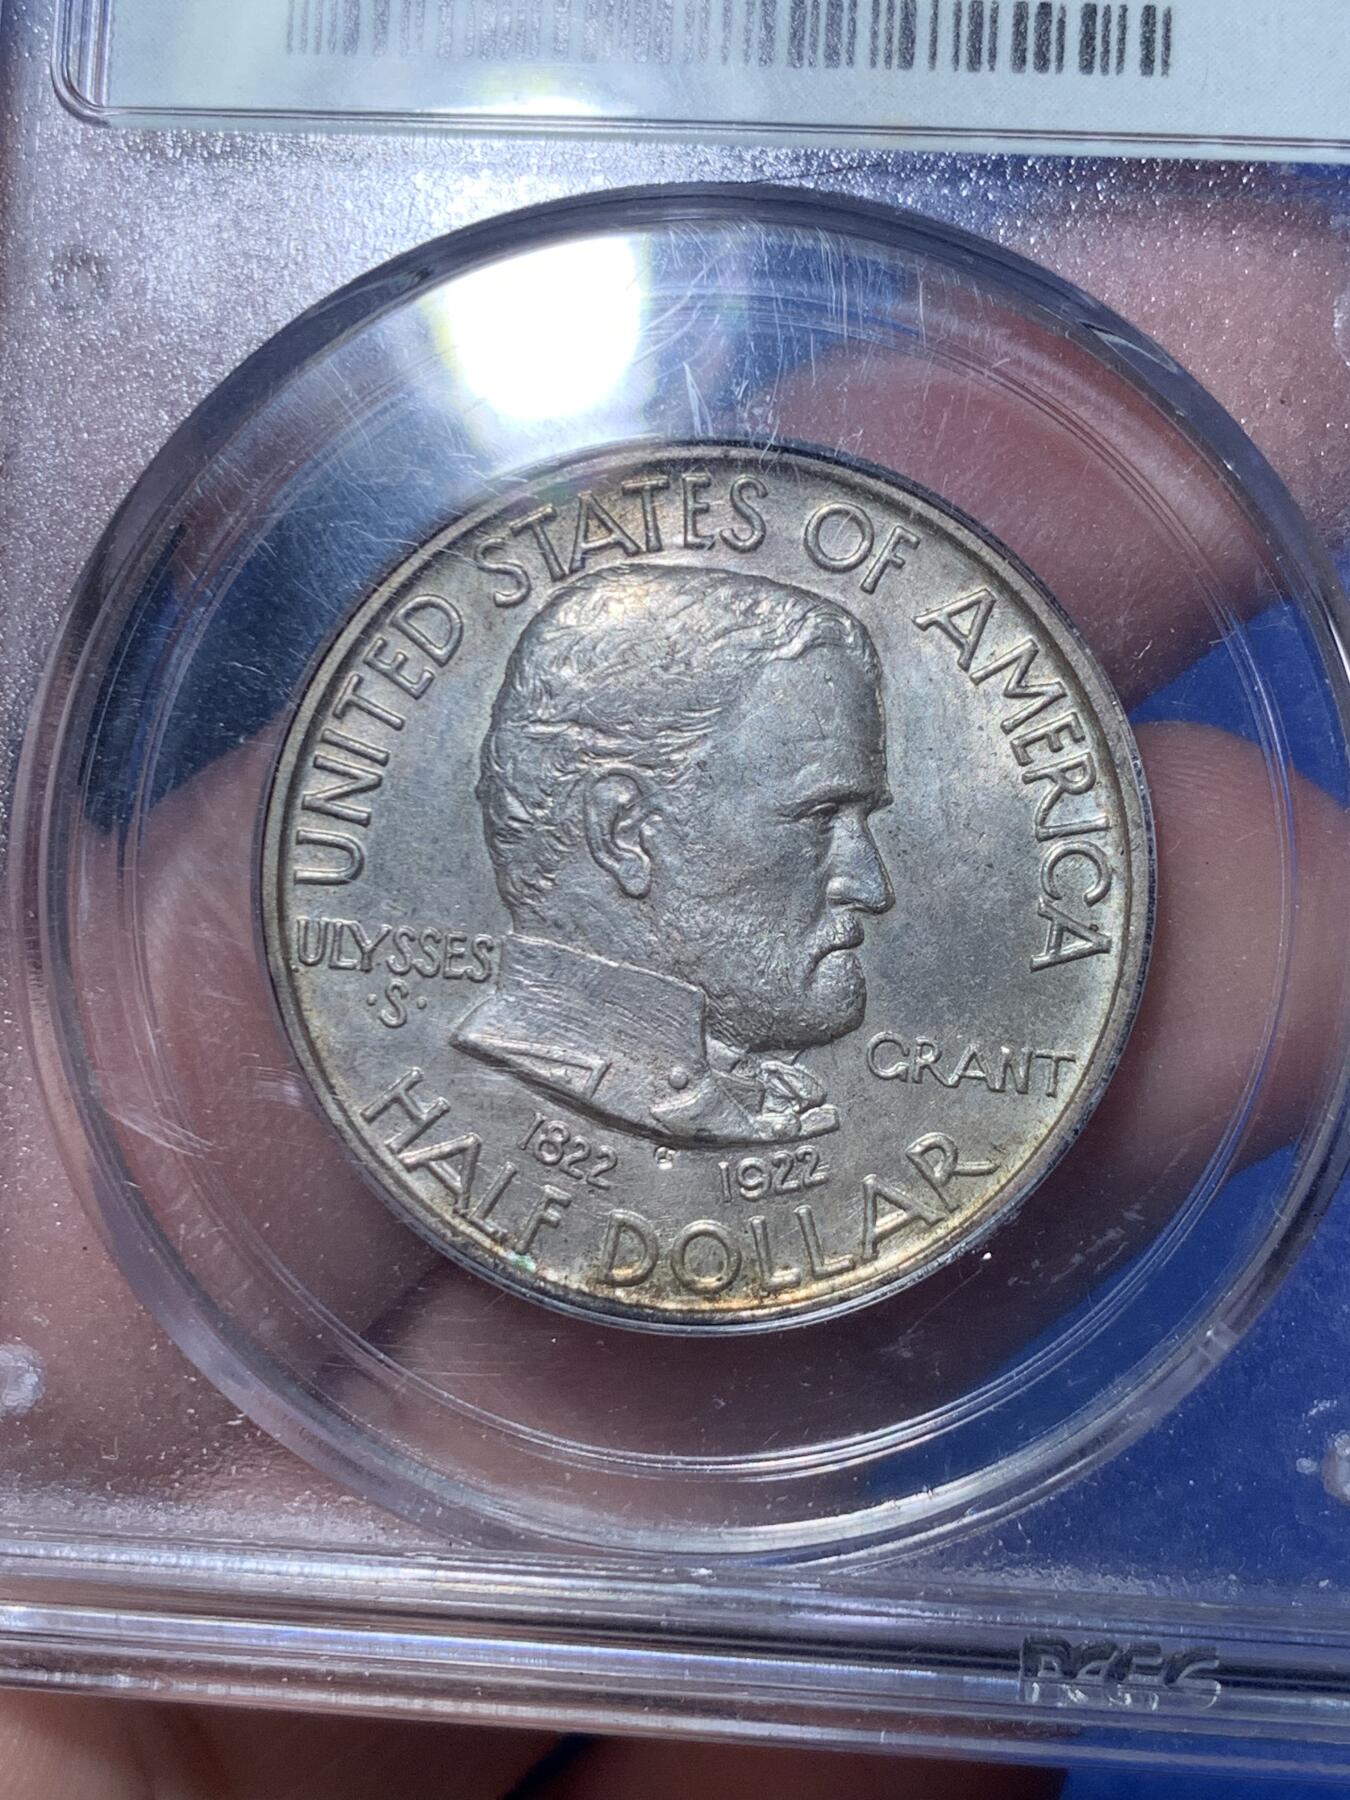 UNITED STATES OF AMERICA
ULYSSES
·S·
GRANT
1822 G 1922
HALF DOLLAR
PCGS